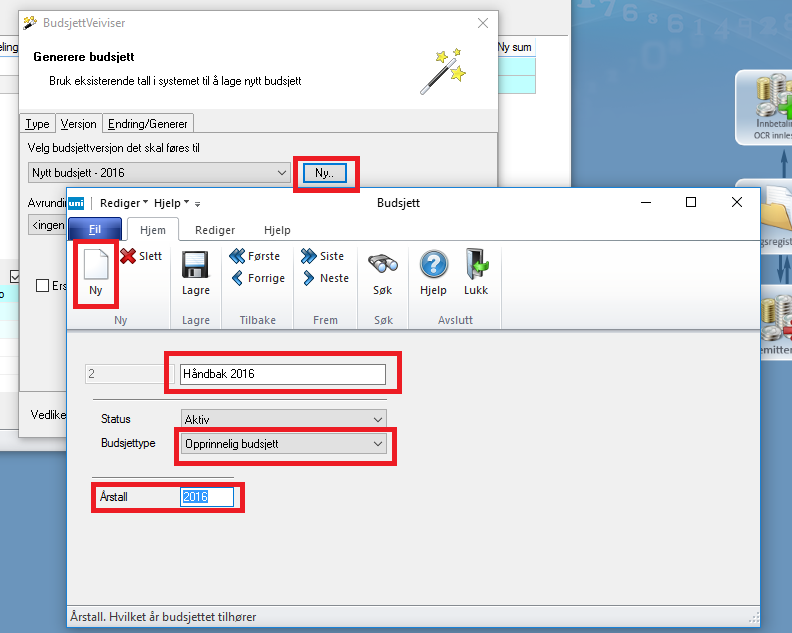 BudsjettVeiviser
Generere budsjett
Bruk eksisterende tall i systemet til å lage nytt budsjett
Ny sum
Type
Versjon
Endring/Generer
Velg budsjettversjon det skal føres til
Nytt budsjett - 2016
Ny..
Avrundin
<ingen
Ers
Vedlike
uni
Rediger
Hjelp
Budsjett
Fil
Hjem
Rediger
Hjelp
Ny
Slett
Lagre
Første
Forrige
Siste
Neste
Søk
Hjelp
Lukk
Ny
Lagre
Tilbake
Frem
Søk
Avslutt
2
Håndbak 2016
Status
Aktiv
Budsjettype
Opprinnelig budsjett
Årstall
2016
Årstall. Hvilket år budsjettet tilhører
Innbetali
OCR innles
gsregist
emitter